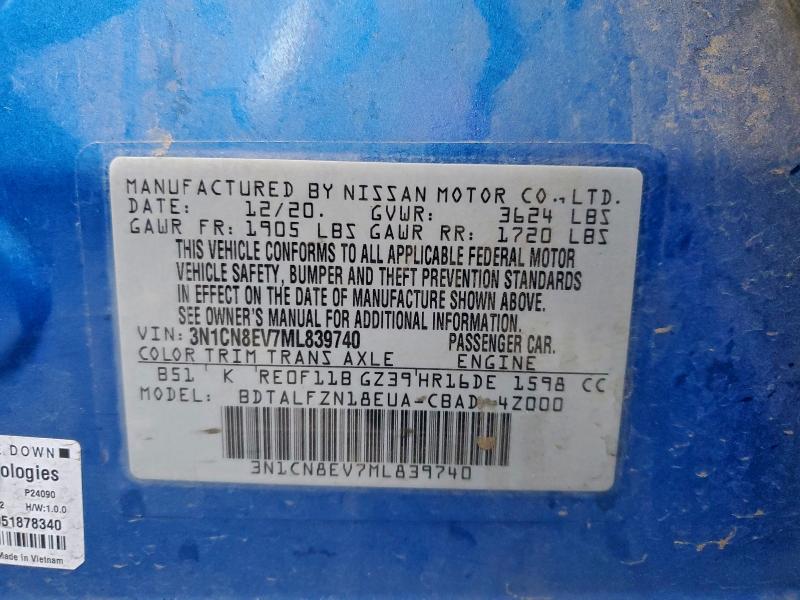 MANUFACTURED BY NISSAN MOTOR CO., LTD.
DATE: 12/20. GVWR: 3624 LBS
GAWR FR: 1905 LBS GAWR RR: 1720 LBS
THIS VEHICLE CONFORMS TO ALL APPLICABLE FEDERAL MOTOR
VEHICLE SAFETY, BUMPER AND THEFT PREVENTION STANDARDS
IN EFFECT ON THE DATE OF MANUFACTURE SHOWN ABOVE.
SEE OWNER'S MANUAL FOR ADDITIONAL INFORMATION.
VIN: 3N1CN8EV7ML839740 PASSENGER CAR.
COLOR TRIM TRANS AXLE ENGINE
B51 K RE0F11B GZ39 HR16DE 1598 CC
MODEL: BDTALFZN18EUA-CBAD-4Z000
3N1CN8EV7ML839740
DOWN
ologies
P24090
2 H/W:1.0.0
51878340
Made in Vietnam